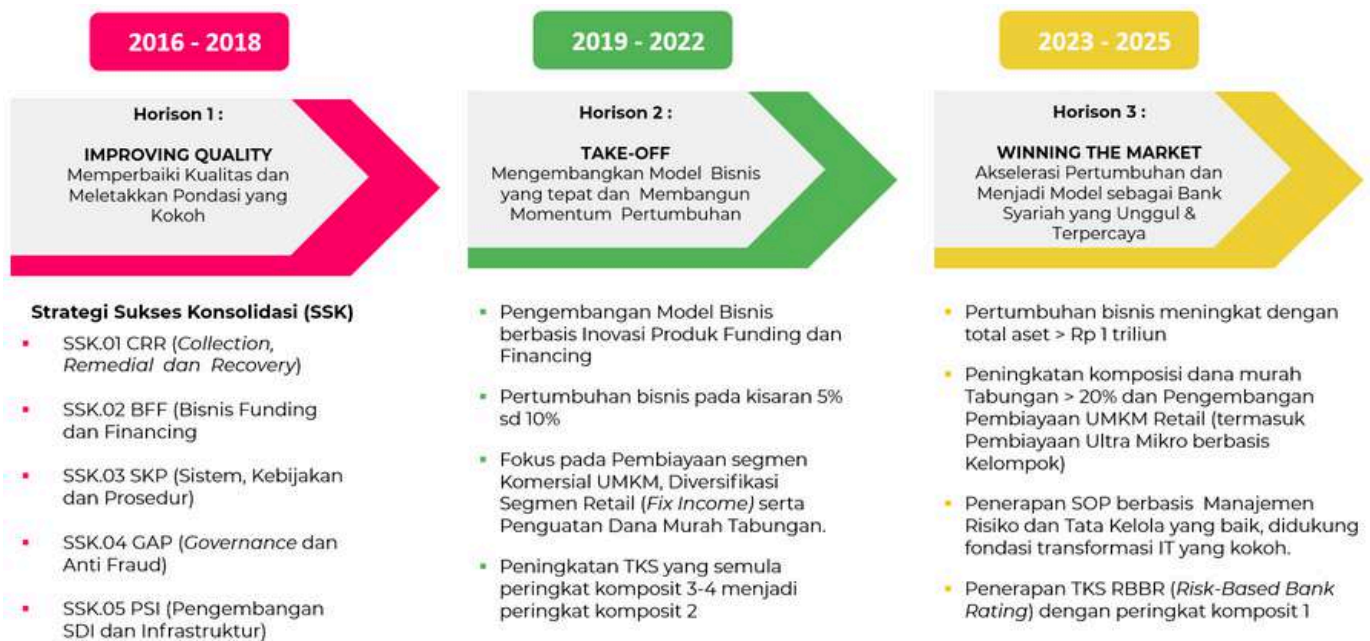 2016 - 2018
Horison 1 :
IMPROVING QUALITY
Memperbaiki Kualitas dan
Meletakkan Pondasi yang
Kokoh
Strategi Sukses Konsolidasi (SSK)
▪ SSK.01 CRR (Collection,
Remedial dan Recovery)
▪ SSK.02 BFF (Bisnis Funding
dan Financing
▪ SSK.03 SKP (Sistem, Kebijakan
dan Prosedur)
▪ SSK.04 GAP (Governance dan
Anti Fraud)
▪ SSK.05 PSI (Pengembangan
SDI dan Infrastruktur)
2019 - 2022
Horison 2 :
TAKE-OFF
Mengembangkan Model Bisnis
yang tepat dan Membangun
Momentum Pertumbuhan
▪ Pengembangan Model Bisnis
berbasis Inovasi Produk Funding dan
Financing
▪ Pertumbuhan bisnis pada kisaran 5%
sd 10%
▪ Fokus pada Pembiayaan segmen
Komersial UMKM, Diversifikasi
Segmen Retail (Fix Income) serta
Penguatan Dana Murah Tabungan.
▪ Peningkatan TKS yang semula
peringkat komposit 3-4 menjadi
peringkat komposit 2
2023 - 2025
Horison 3 :
WINNING THE MARKET
Akselerasi Pertumbuhan dan
Menjadi Model sebagai Bank
Syariah yang Unggul &
Terpercaya
▪ Pertumbuhan bisnis meningkat dengan
total aset > Rp 1 triliun
▪ Peningkatan komposisi dana murah
Tabungan > 20% dan Pengembangan
Pembiayaan UMKM Retail (termasuk
Pembiayaan Ultra Mikro berbasis
Kelompok)
▪ Penerapan SOP berbasis Manajemen
Risiko dan Tata Kelola yang baik, didukung
fondasi transformasi IT yang kokoh.
▪ Penerapan TKS RBBR (Risk-Based Bank
Rating) dengan peringkat komposit 1